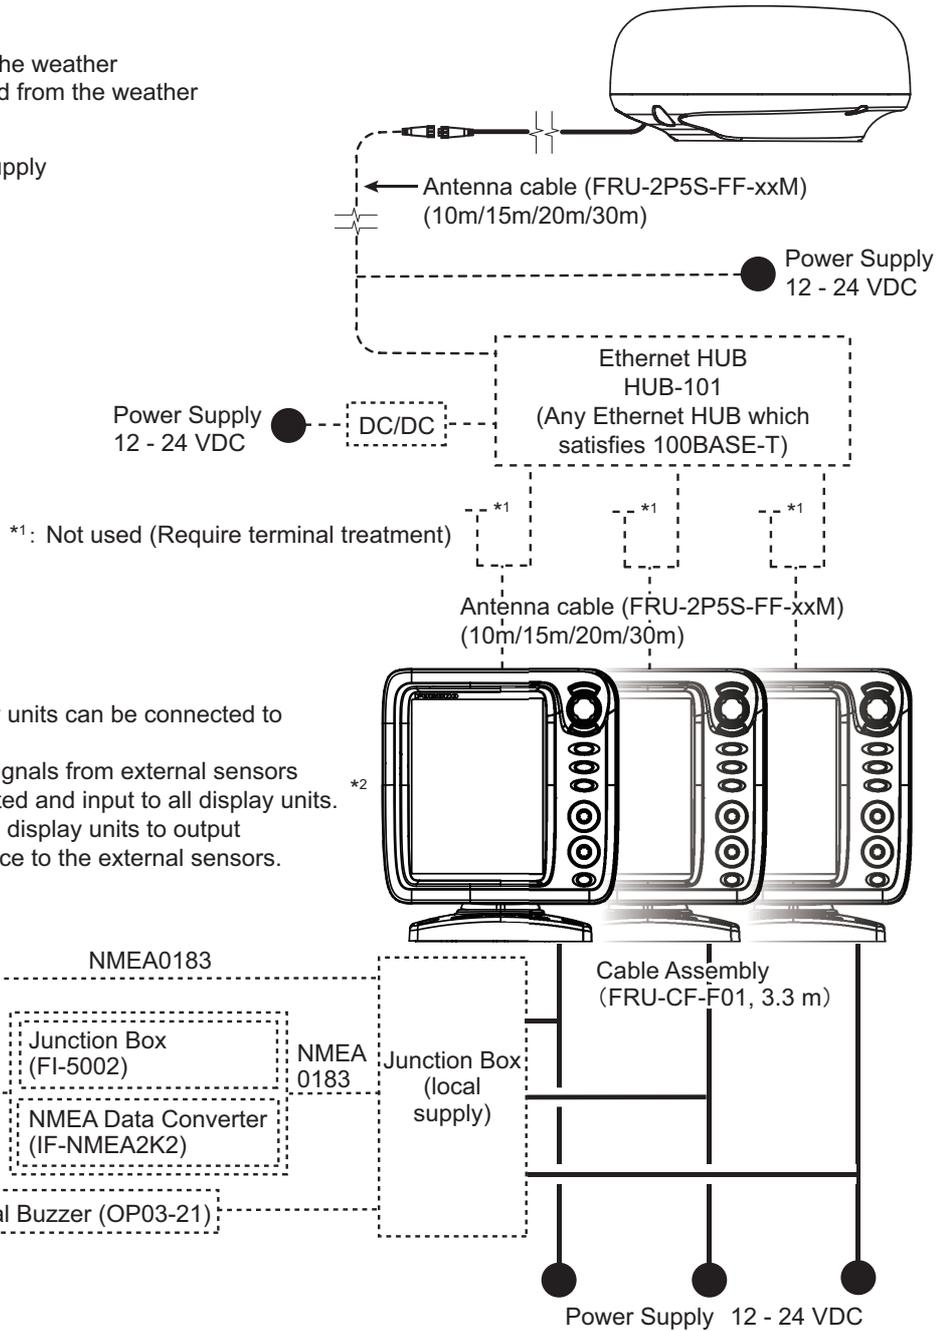 he weather
d from the weather
upply
Antenna cable (FRU-2P5S-FF-xxM)
(10m/15m/20m/30m)
Power Supply
12 - 24 VDC
Ethernet HUB
HUB-101
(Any Ethernet HUB which
satisfies 100BASE-T)
Power Supply
12 - 24 VDC
DC/DC
*1 *1 *1
*1: Not used (Require terminal treatment)
Antenna cable (FRU-2P5S-FF-xxM)
(10m/15m/20m/30m)
y units can be connected to
ignals from external sensors
ted and input to all display units.
display units to output
ce to the external sensors.
*2
NMEA0183
Cable Assembly
(FRU-CF-F01, 3.3 m)
Junction Box
(FI-5002)
NMEA
0183
Junction Box
(local
supply)
NMEA Data Converter
(IF-NMEA2K2)
al Buzzer (OP03-21)
Power Supply 12 - 24 VDC